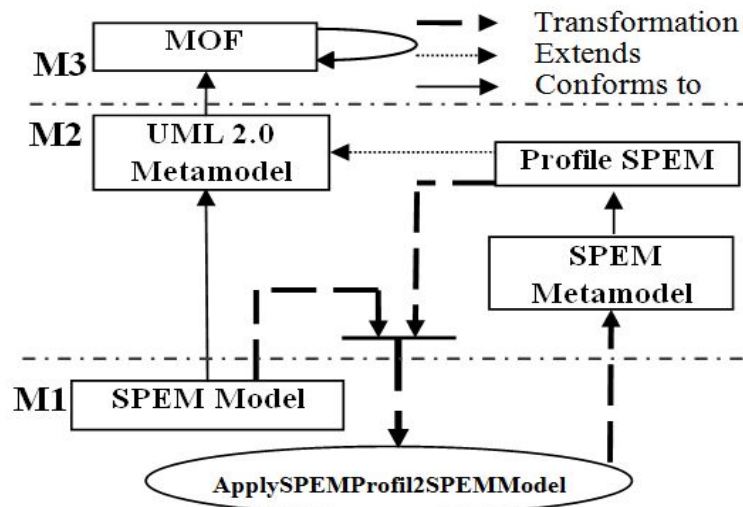 MOF
M3
Transformation
Extends
Conforms to
M2
UML 2.0
Metamodel
Profile SPEM
SPEM
Metamodel
M1
SPEM Model
ApplySPEMProfil2SPEMModel